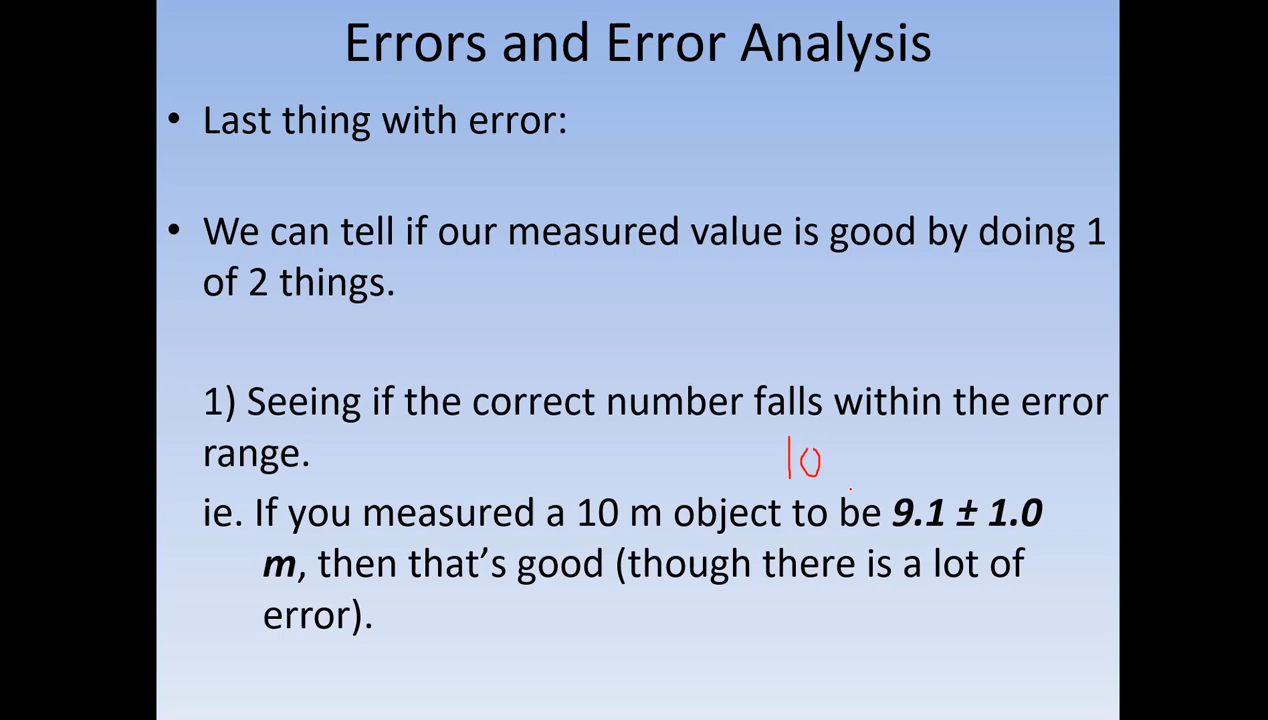 Errors and Error Analysis
• Last thing with error:
• We can tell if our measured value is good by doing 1
of 2 things.
1) Seeing if the correct number falls within the error
range.
10
ie. If you measured a 10 m object to be 9.1 ± 1.0
m, then that’s good (though there is a lot of
error).